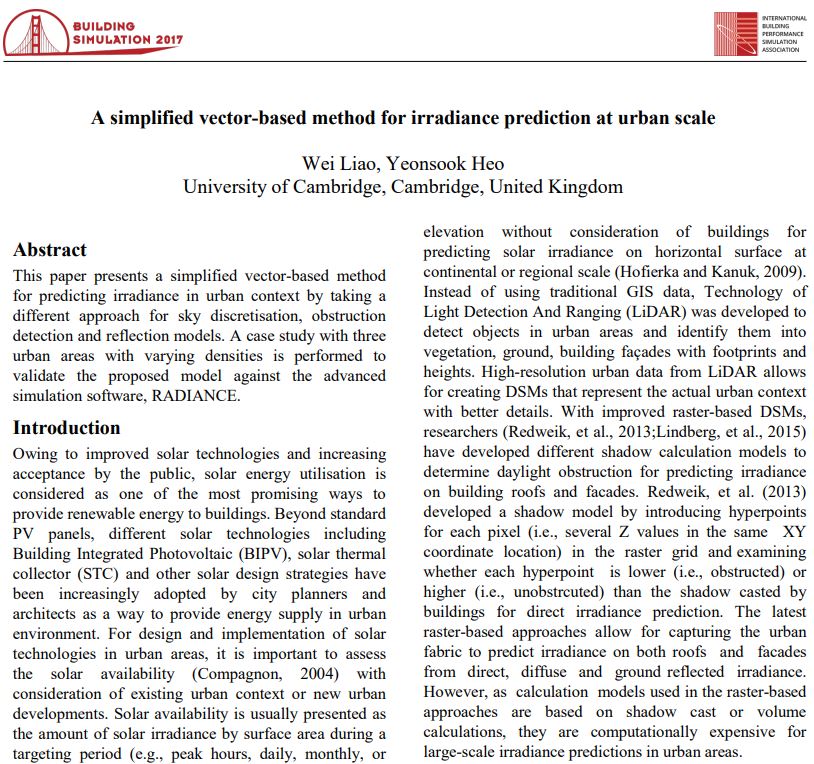 BUILDING
SIMULATION 2017
INTERNATIONAL
BUILDING
PERFORMANCE
SIMULATION
ASSOCIATION
A simplified vector-based method for irradiance prediction at urban scale
Wei Liao, Yeonsook Heo
University of Cambridge, Cambridge, United Kingdom
Abstract
This paper presents a simplified vector-based method
for predicting irradiance in urban context by taking a
different approach for sky discretisation, obstruction
detection and reflection models. A case study with three
urban areas with varying densities is performed to
validate the proposed model against the advanced
simulation software, RADIANCE.
Introduction
Owing to improved solar technologies and increasing
acceptance by the public, solar energy utilisation is
considered as one of the most promising ways to
provide renewable energy to buildings. Beyond standard
PV panels, different solar technologies including
Building Integrated Photovoltaic (BIPV), solar thermal
collector (STC) and other solar design strategies have
been increasingly adopted by city planners and
architects as a way to provide energy supply in urban
environment. For design and implementation of solar
technologies in urban areas, it is important to assess
the solar availability (Compagnon, 2004) with
consideration of existing urban context or new urban
developments. Solar availability is usually presented as
the amount of solar irradiance by surface area during a
targeting period (e.g., peak hours, daily, monthly, or
elevation without consideration of buildings for
predicting solar irradiance on horizontal surface at
continental or regional scale (Hofierka and Kanuk, 2009).
Instead of using traditional GIS data, Technology of
Light Detection And Ranging (LiDAR) was developed to
detect objects in urban areas and identify them into
vegetation, ground, building façades with footprints and
heights. High-resolution urban data from LiDAR allows
for creating DSMs that represent the actual urban context
with better details. With improved raster-based DSMs,
researchers (Redweik, et al., 2013;Lindberg, et al., 2015)
have developed different shadow calculation models to
determine daylight obstruction for predicting irradiance
on building roofs and facades. Redweik, et al. (2013)
developed a shadow model by introducing hyperpoints
for each pixel (i.e., several Z values in the same XY
coordinate location) in the raster grid and examining
whether each hyperpoint is lower (i.e., obstructed) or
higher (i.e., unobstrcuted) than the shadow casted by
buildings for direct irradiance prediction. The latest
raster-based approaches allow for capturing the urban
fabric to predict irradiance on both roofs and facades
from direct, diffuse and ground reflected irradiance.
However, as calculation models used in the raster-based
approaches are based on shadow cast or volume
calculations, they are computationally expensive for
large-scale irradiance predictions in urban areas.